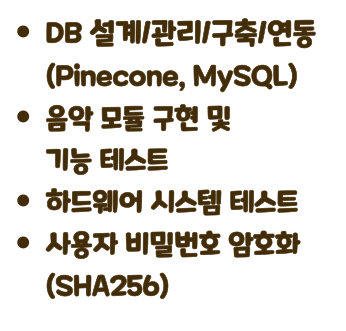 • DB 설계/관리/구축/연동
(Pinecone, MySQL)
• 음악 모듈 구현 및
기능 테스트
• 하드웨어 시스템 테스트
• 사용자 비밀번호 암호화
(SHA256)